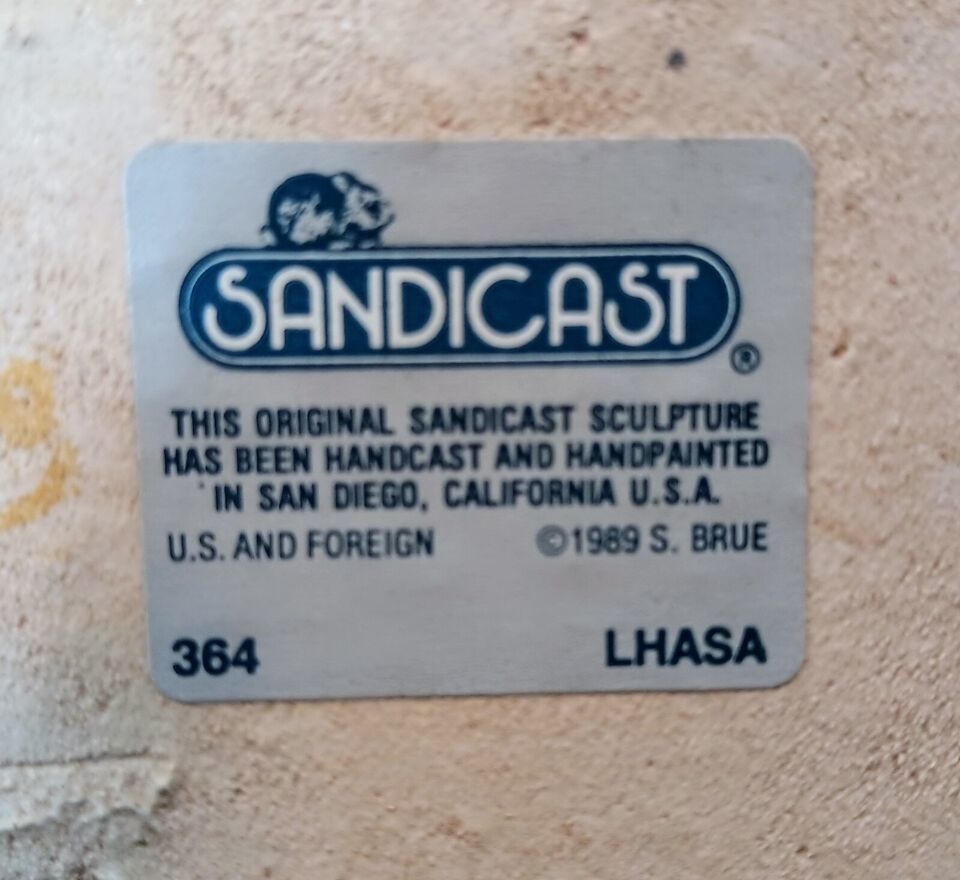 SANDICAST
®
THIS ORIGINAL SANDICAST SCULPTURE
HAS BEEN HANDCAST AND HANDPAINTED
IN SAN DIEGO, CALIFORNIA U.S.A.
U.S. AND FOREIGN ©1989 S. BRUE
364 LHASA